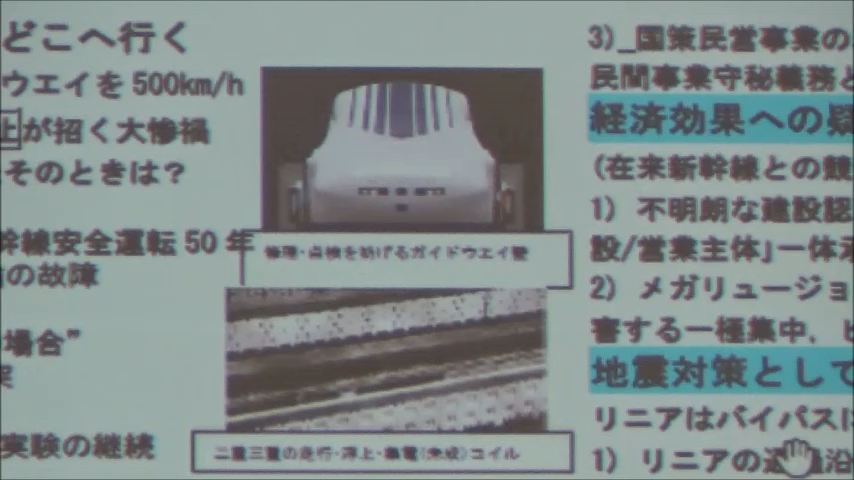 どこへ行く
ウエイを 500km/h
止が招く大惨禍
そのときは？
幹線安全運転 50 年
の故障
場合”
実験の継続
修理・点検を妨げるガイドウエイ壁
二重三重の走行・浮上・集電(未成)コイル
3)_国策民営事業の
民間事業守秘義務と
経済効果への疑
(在来新幹線との競
1) 不明朗な建設認
設/営業主体」一体
2) メガリュージョ
害する一極集中,
地震対策として
リニアはバイパスに
1) リニアの 沿